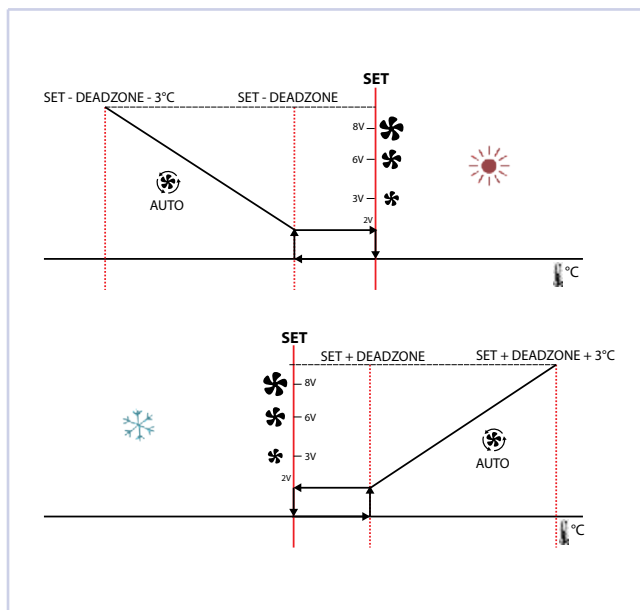 SET
SET - DEADZONE - 3°C SET - DEADZONE
8V
6V
AUTO
3V
2V
°C
SET
SET + DEADZONE SET + DEADZONE + 3°C
8V
6V
3V
AUTO
2V
°C